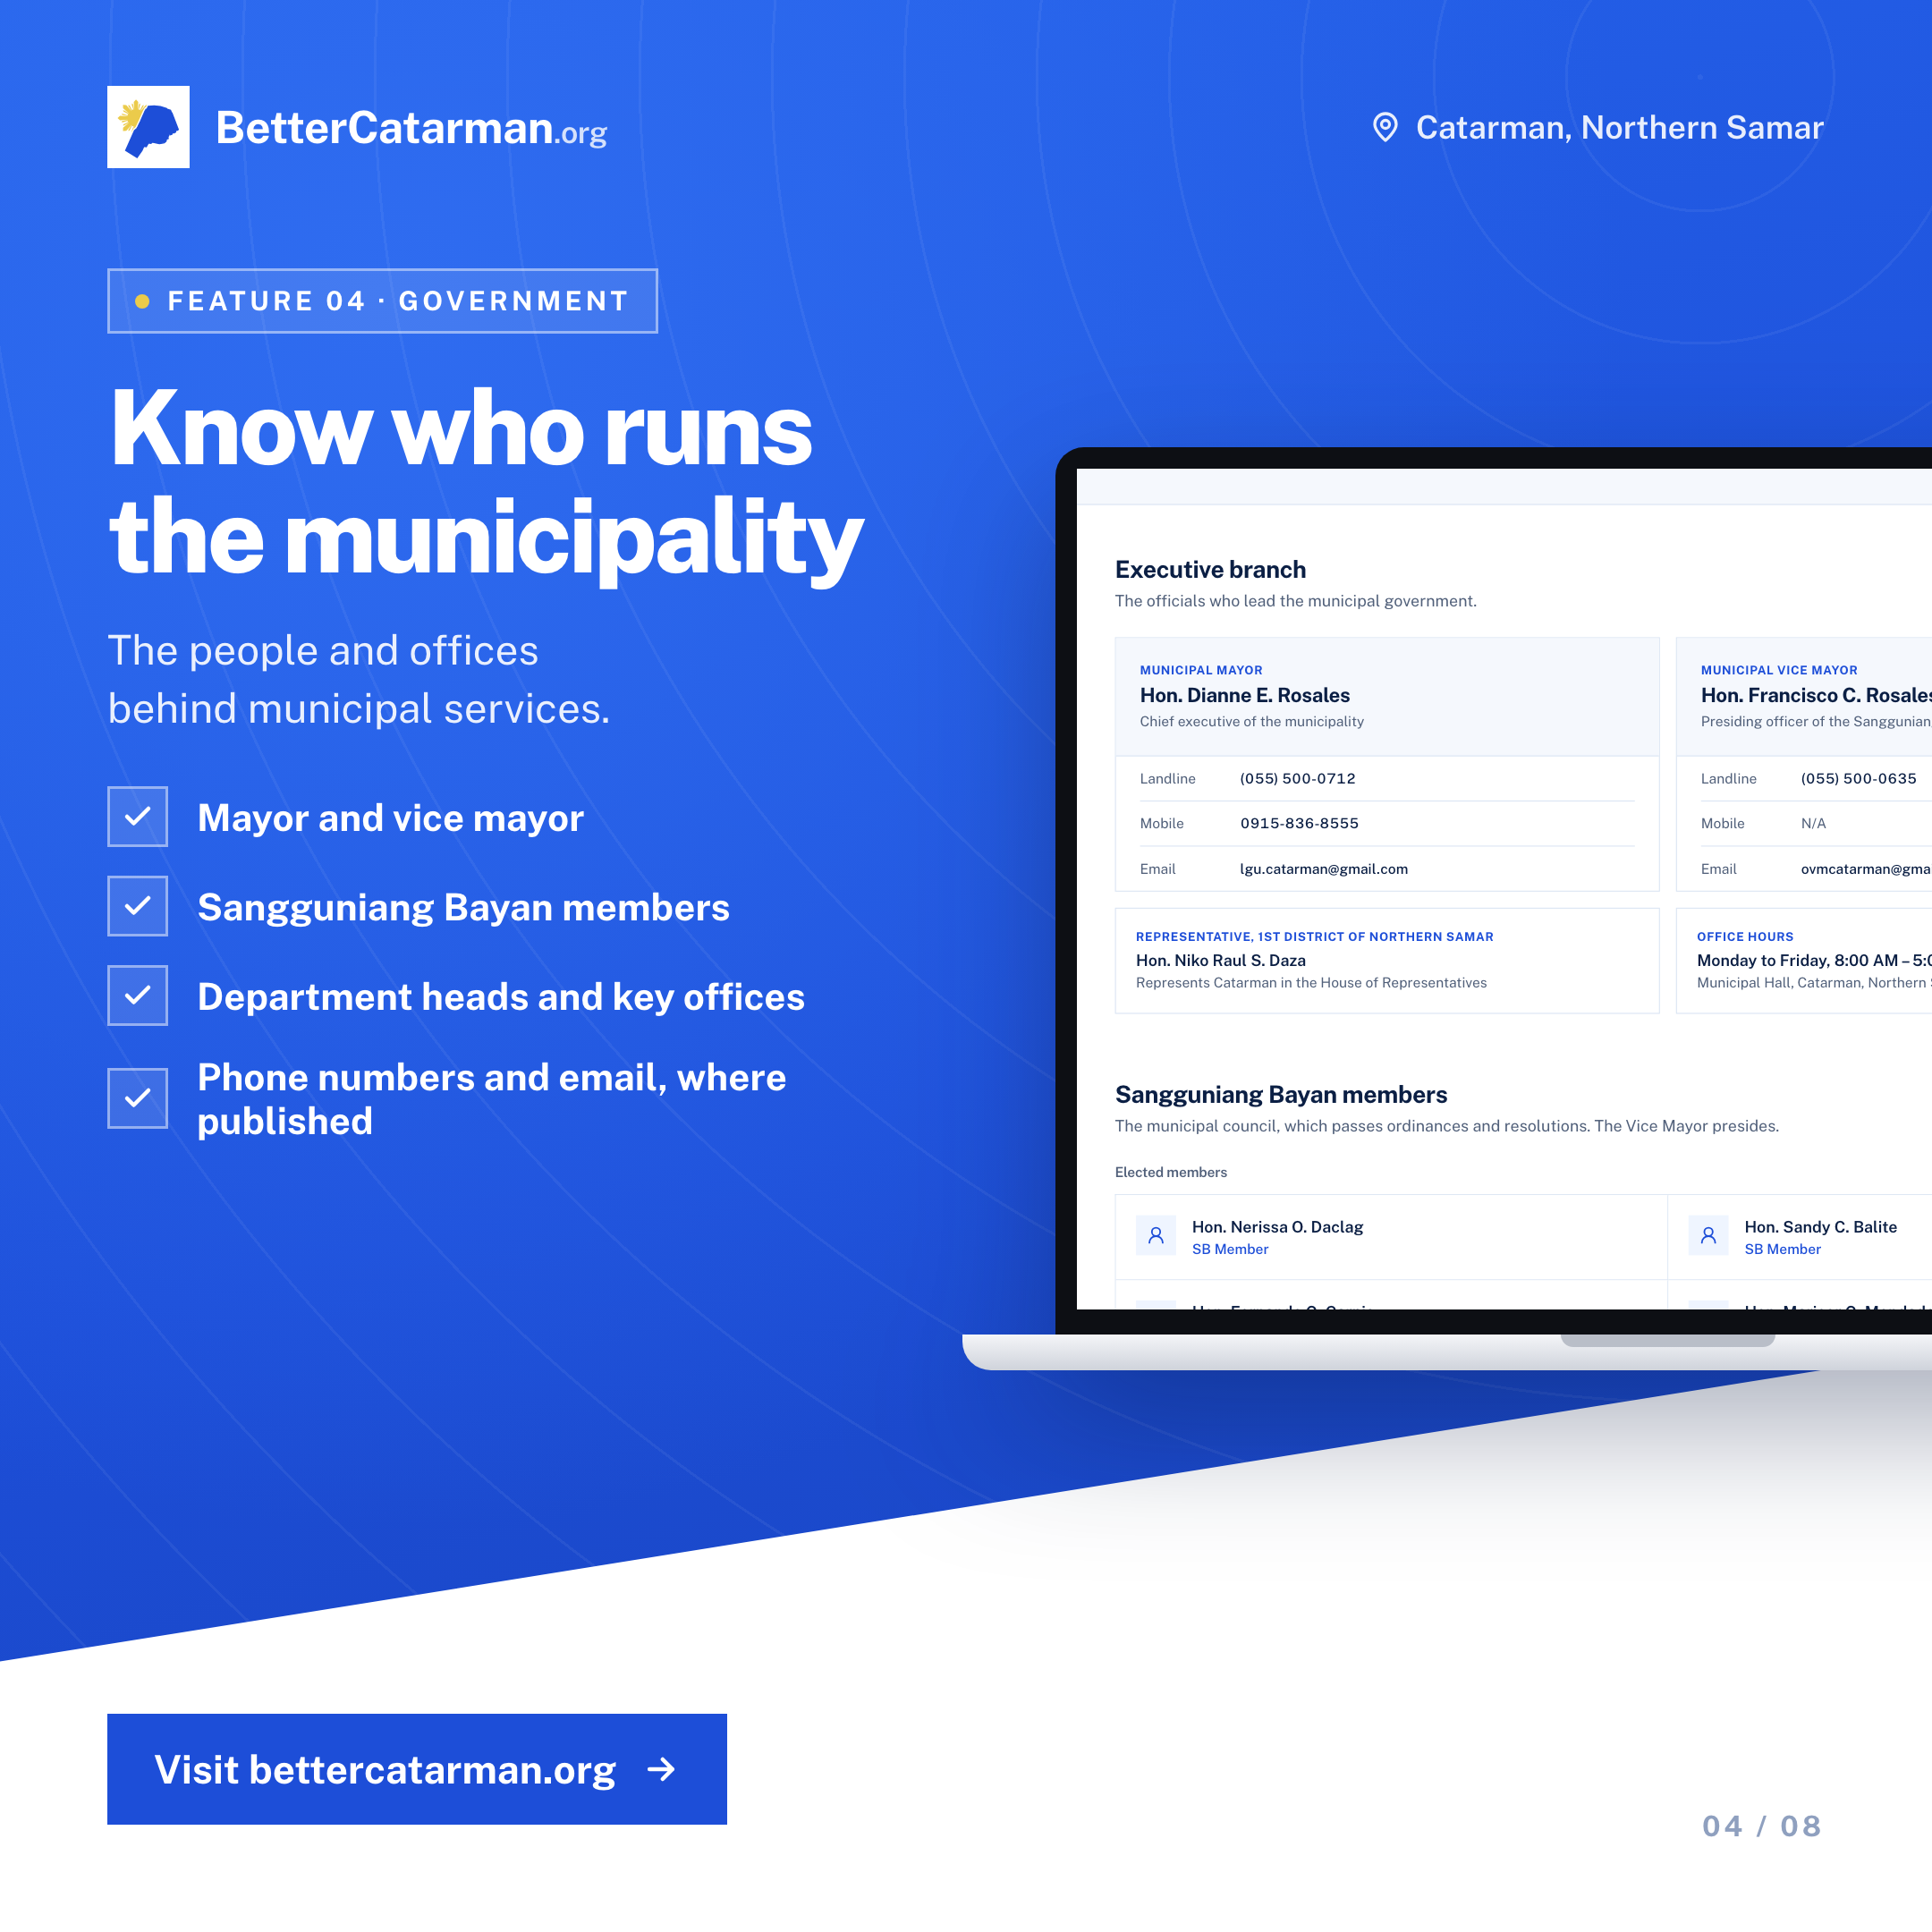 BetterCatarman.org
Catarman, Northern Samar
FEATURE 04 · GOVERNMENT
Know who runs
the municipality
The people and offices
behind municipal services.
Mayor and vice mayor
Sangguniang Bayan members
Department heads and key offices
Phone numbers and email, where
published
Executive branch
The officials who lead the municipal government.
MUNICIPAL MAYOR
Hon. Dianne E. Rosales
Chief executive of the municipality
Landline (055) 500-0712
Mobile 0915-836-8555
Email lgu.catarman@gmail.com
MUNICIPAL VICE MAYOR
Hon. Francisco C. Rosales
Presiding officer of the Sanggunian
Landline (055) 500-0635
Mobile N/A
Email ovmcatarman@gma
REPRESENTATIVE, 1ST DISTRICT OF NORTHERN SAMAR
Hon. Niko Raul S. Daza
Represents Catarman in the House of Representatives
OFFICE HOURS
Monday to Friday, 8:00 AM – 5:0
Municipal Hall, Catarman, Northern
Sangguniang Bayan members
The municipal council, which passes ordinances and resolutions. The Vice Mayor presides.
Elected members
Hon. Nerissa O. Daclag
SB Member
Hon. Sandy C. Balite
SB Member
Visit bettercatarman.org
04 / 08